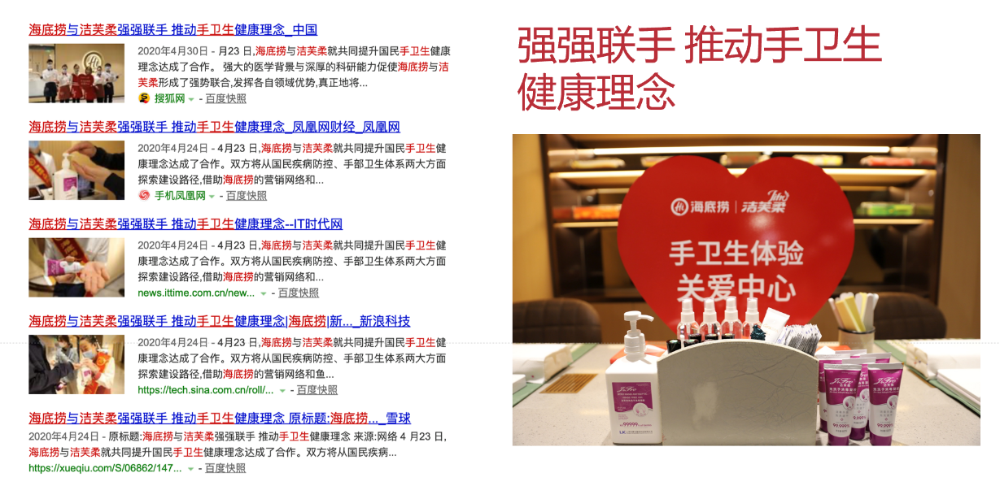 海底捞与洁芙柔强强联手 推动手卫生健康理念_中国
2020年4月30日 - 月23 日,海底捞与洁芙柔就共同提升国民手卫生健康
理念达成了合作。 强大的医学背景与深厚的科研能力促使海底捞与洁
芙柔形成了强势联合,发挥各自领域优势,真正地将...
搜狐网 - 百度快照
海底捞与洁芙柔强强联手 推动手卫生健康理念_凤凰网财经_凤凰网
2020年4月24日 - 4月23 日,海底捞与洁芙柔就共同提升国民手卫生健
康理念达成了合作。双方将从国民疾病防控、手部卫生体系两大方面
探索建设路径,借助海底捞的营销网络和...
手机凤凰网 - 百度快照
海底捞与洁芙柔强强联手 推动手卫生健康理念--IT时代网
2020年4月24日 - 4月23 日,海底捞与洁芙柔就共同提升国民手卫生健
康理念达成了合作。双方将从国民疾病防控、手部卫生体系两大方面
探索建设路径,借助海底捞的营销网络和...
news.ittime.com.cn/new... - 百度快照
海底捞与洁芙柔强强联手 推动手卫生健康理念|海底捞|新..._新浪科技
2020年4月24日 - 4月23 日,海底捞与洁芙柔就共同提升国民手卫生健
康理念达成了合作。双方将从国民疾病防控、手部卫生体系两大方面
探索建设路径,借助海底捞的营销网络和鱼...
https://tech.sina.com.cn/roll/... - 百度快照
海底捞与洁芙柔强强联手 推动手卫生健康理念 原标题:海底捞..._雪球
2020年4月24日 - 原标题:海底捞与洁芙柔强强联手 推动手卫生健康理念 来源:网络 4 月 23 日,
海底捞与洁芙柔就共同提升国民手卫生健康理念达成了合作。双方将从国民疾病...
https://xueqiu.com/S/06862/147... - 百度快照
强强联手 推动手卫生
健康理念
海底捞 | 洁芙柔
手卫生体验
关爱中心
99.999%